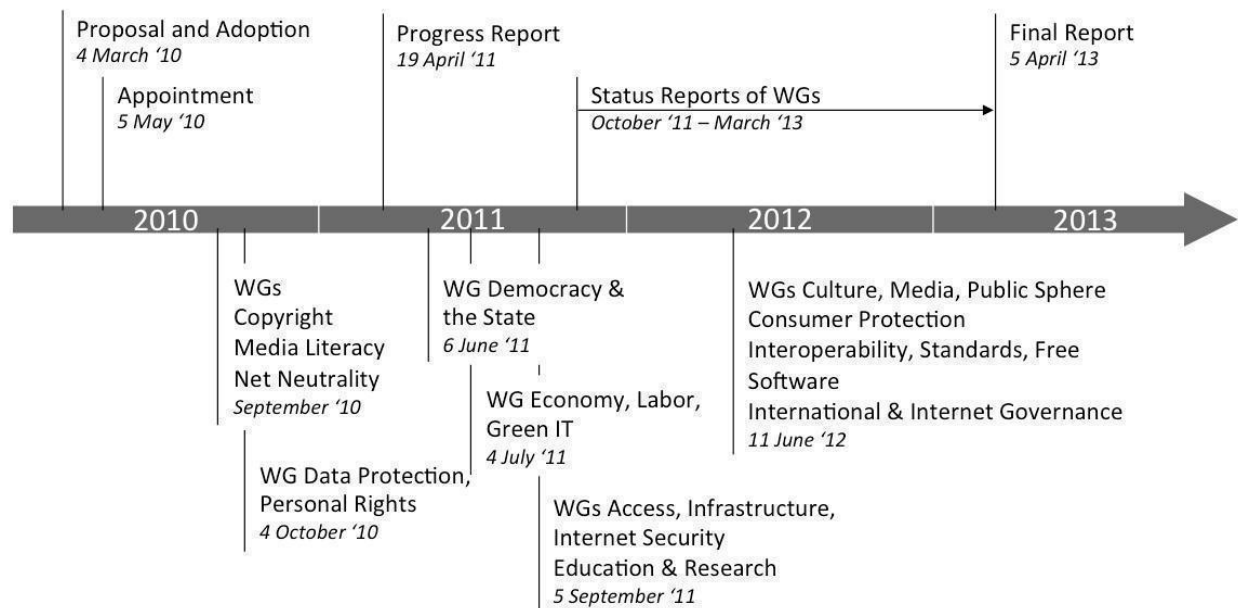 Proposal and Adoption
4 March ‘10
Appointment
5 May ‘10
Progress Report
19 April ‘11
Status Reports of WGs
October ‘11 – March ‘13
Final Report
5 April ‘13
2010
2011
2012
2013
WGs
Copyright
Media Literacy
Net Neutrality
September ‘10
WG Data Protection,
Personal Rights
4 October ‘10
WG Democracy &
the State
6 June ‘11
WG Economy, Labor,
Green IT
4 July ‘11
WGs Access, Infrastructure,
Internet Security
Education & Research
5 September ‘11
WGs Culture, Media, Public Sphere
Consumer Protection
Interoperability, Standards, Free
Software
International & Internet Governance
11 June ‘12